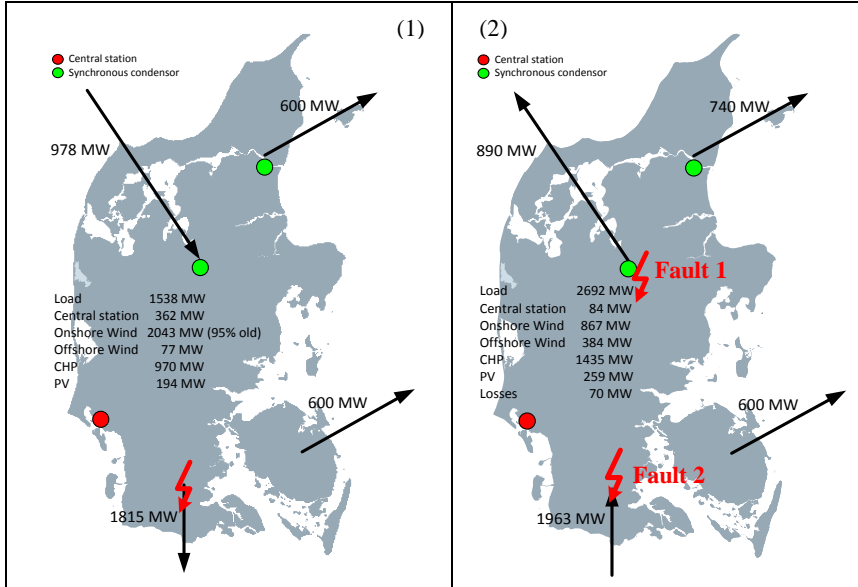 (1)
Central station
Synchronous condensor
600 MW
978 MW
Load 1538 MW
Central station 362 MW
Onshore Wind 2043 MW (95% old)
Offshore Wind 77 MW
CHP 970 MW
PV 194 MW
600 MW
1815 MW
(2)
Central station
Synchronous condensor
740 MW
890 MW
Fault 1
Load 2692 MW
Central station 84 MW
Onshore Wind 867 MW
Offshore Wind 384 MW
CHP 1435 MW
PV 259 MW
Losses 70 MW
600 MW
Fault 2
1963 MW